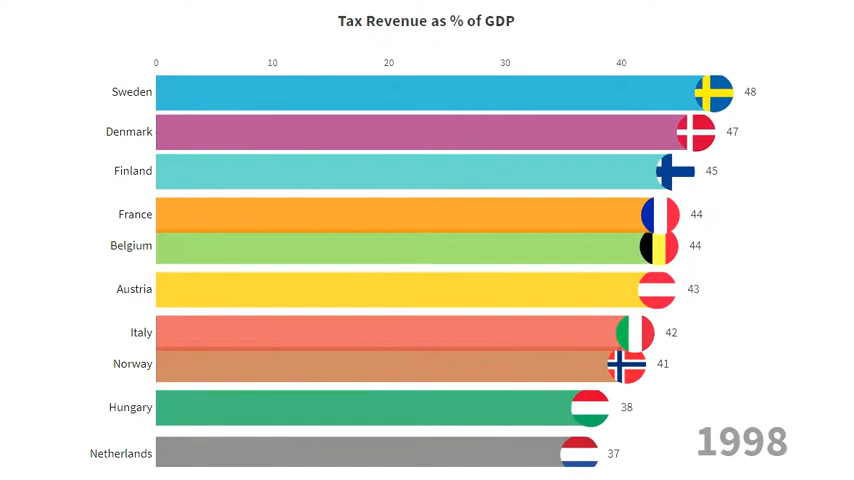 Tax Revenue as % of GDP
0 10 20 30 40
Sweden 48
Denmark 47
Finland 45
France 44
Belgium 44
Austria 43
Italy 42
Norway 41
Hungary 38
Netherlands 37
1998